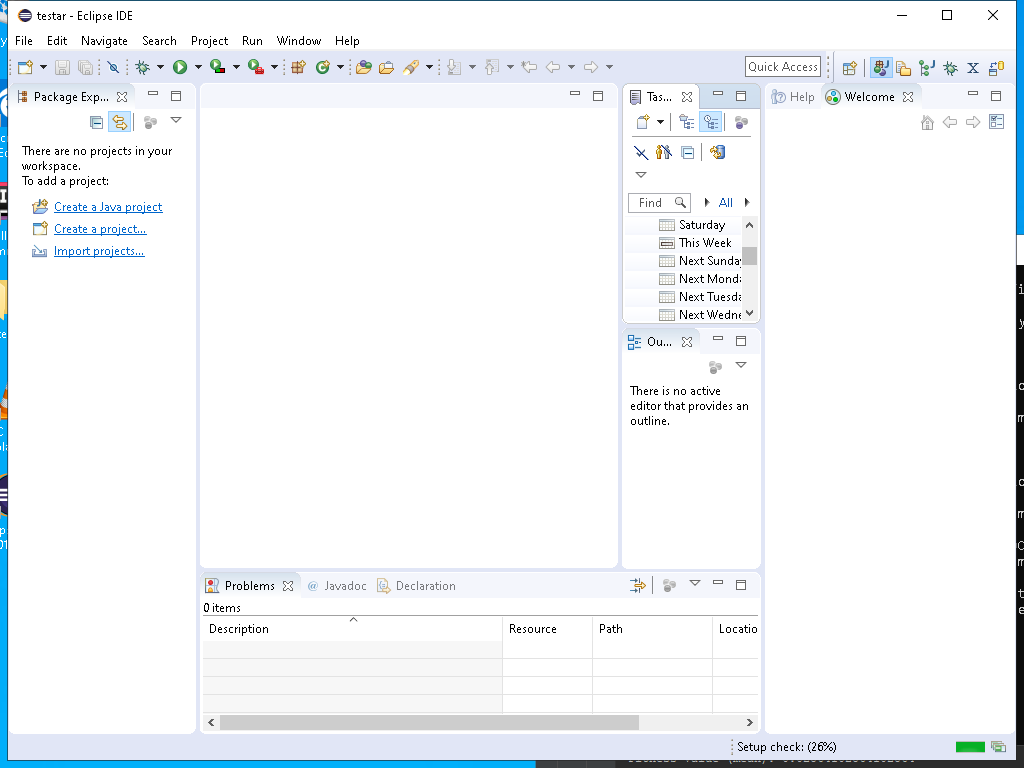 testar - Eclipse IDE
File Edit Navigate Search Project Run Window Help
Quick Access
Package Exp...
There are no projects in your
workspace.
To add a project:
Create a Java project
Create a project...
Import projects...
Tas...
Find
All
Saturday
This Week
Next Sunday
Next Monda
Next Tuesda
Next Wedne
Ou...
There is no active
editor that provides an
outline.
Help Welcome
Problems @ Javadoc Declaration
0 items
Description Resource Path Locatio
Setup check: (26%)